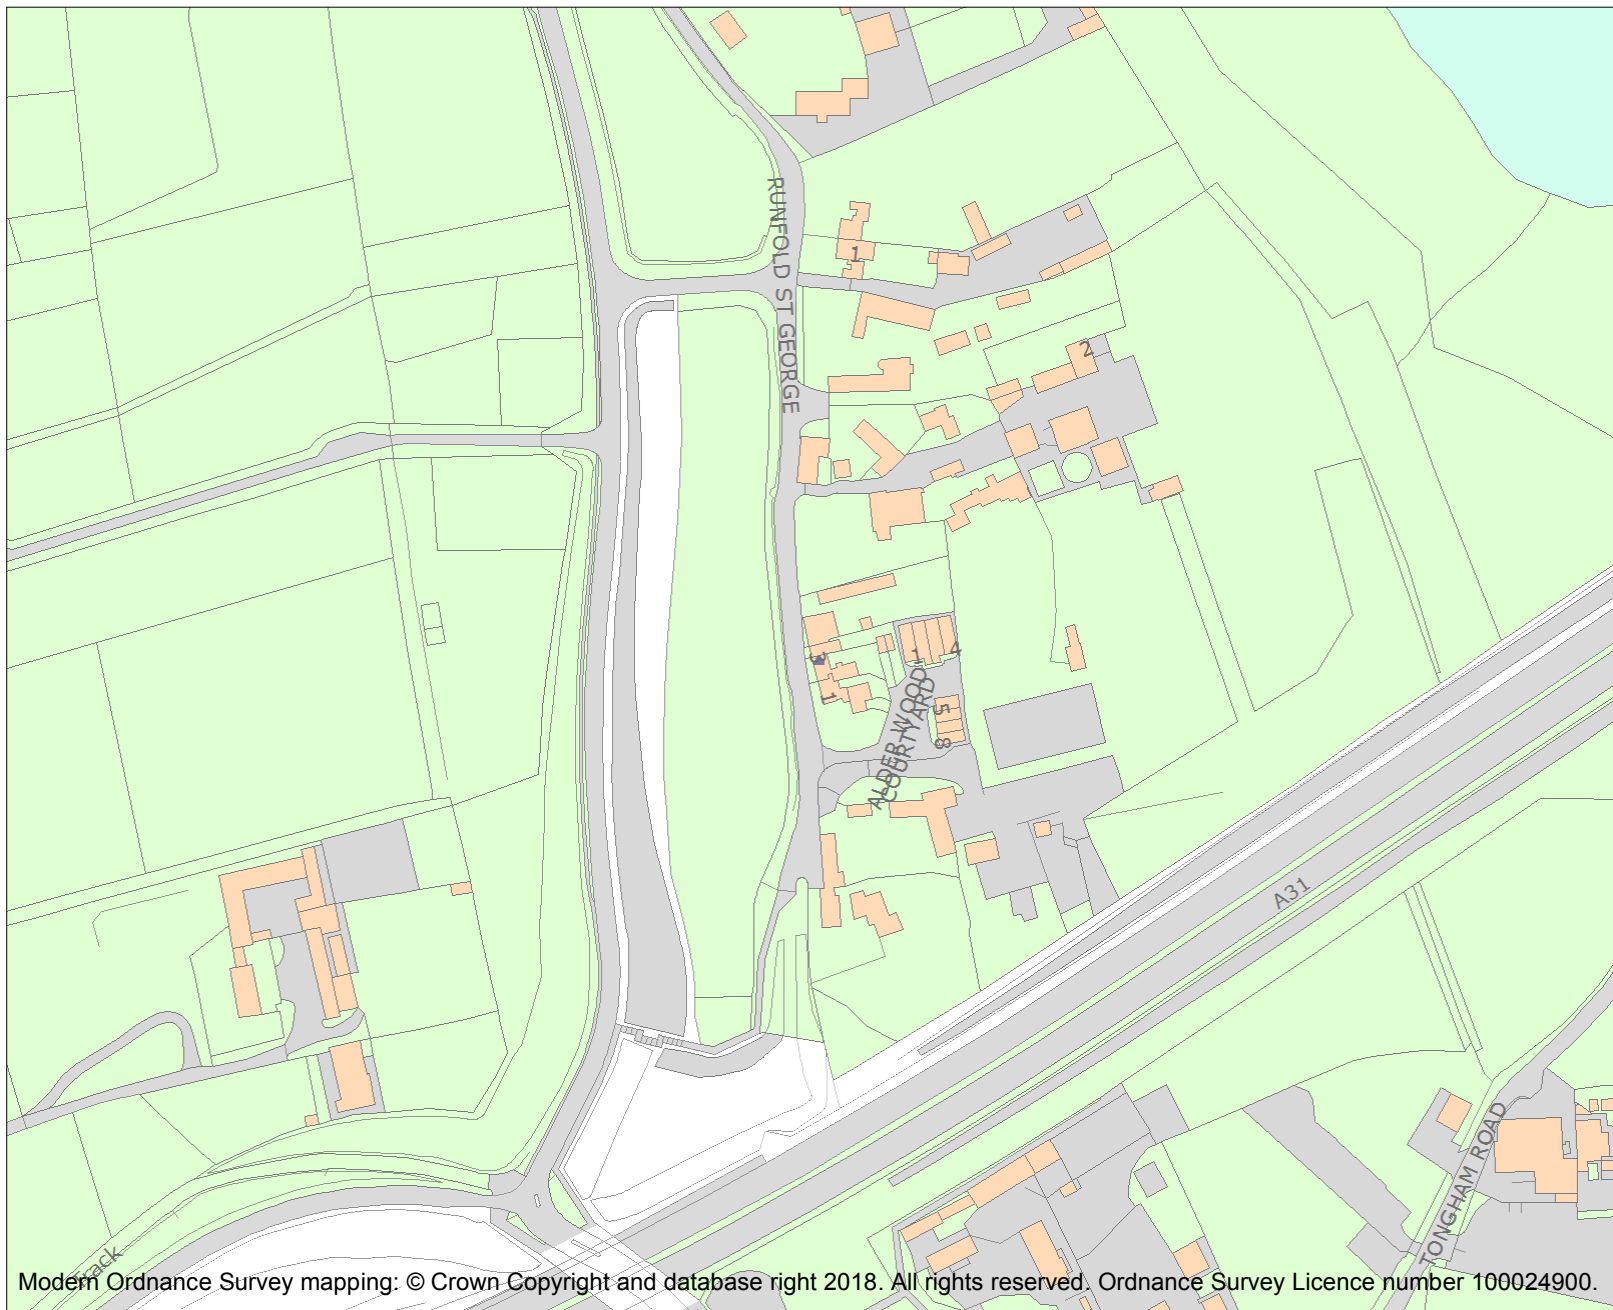 RUNFOLD ST GEORGE
1
2
3
1
1
4
ALDER WOOD
COURTYARD
5
8
A31
TONGHAM ROAD
Track
Modern Ordnance Survey mapping: © Crown Copyright and database right 2018. All rights reserved. Ordnance Survey Licence number 100024900.